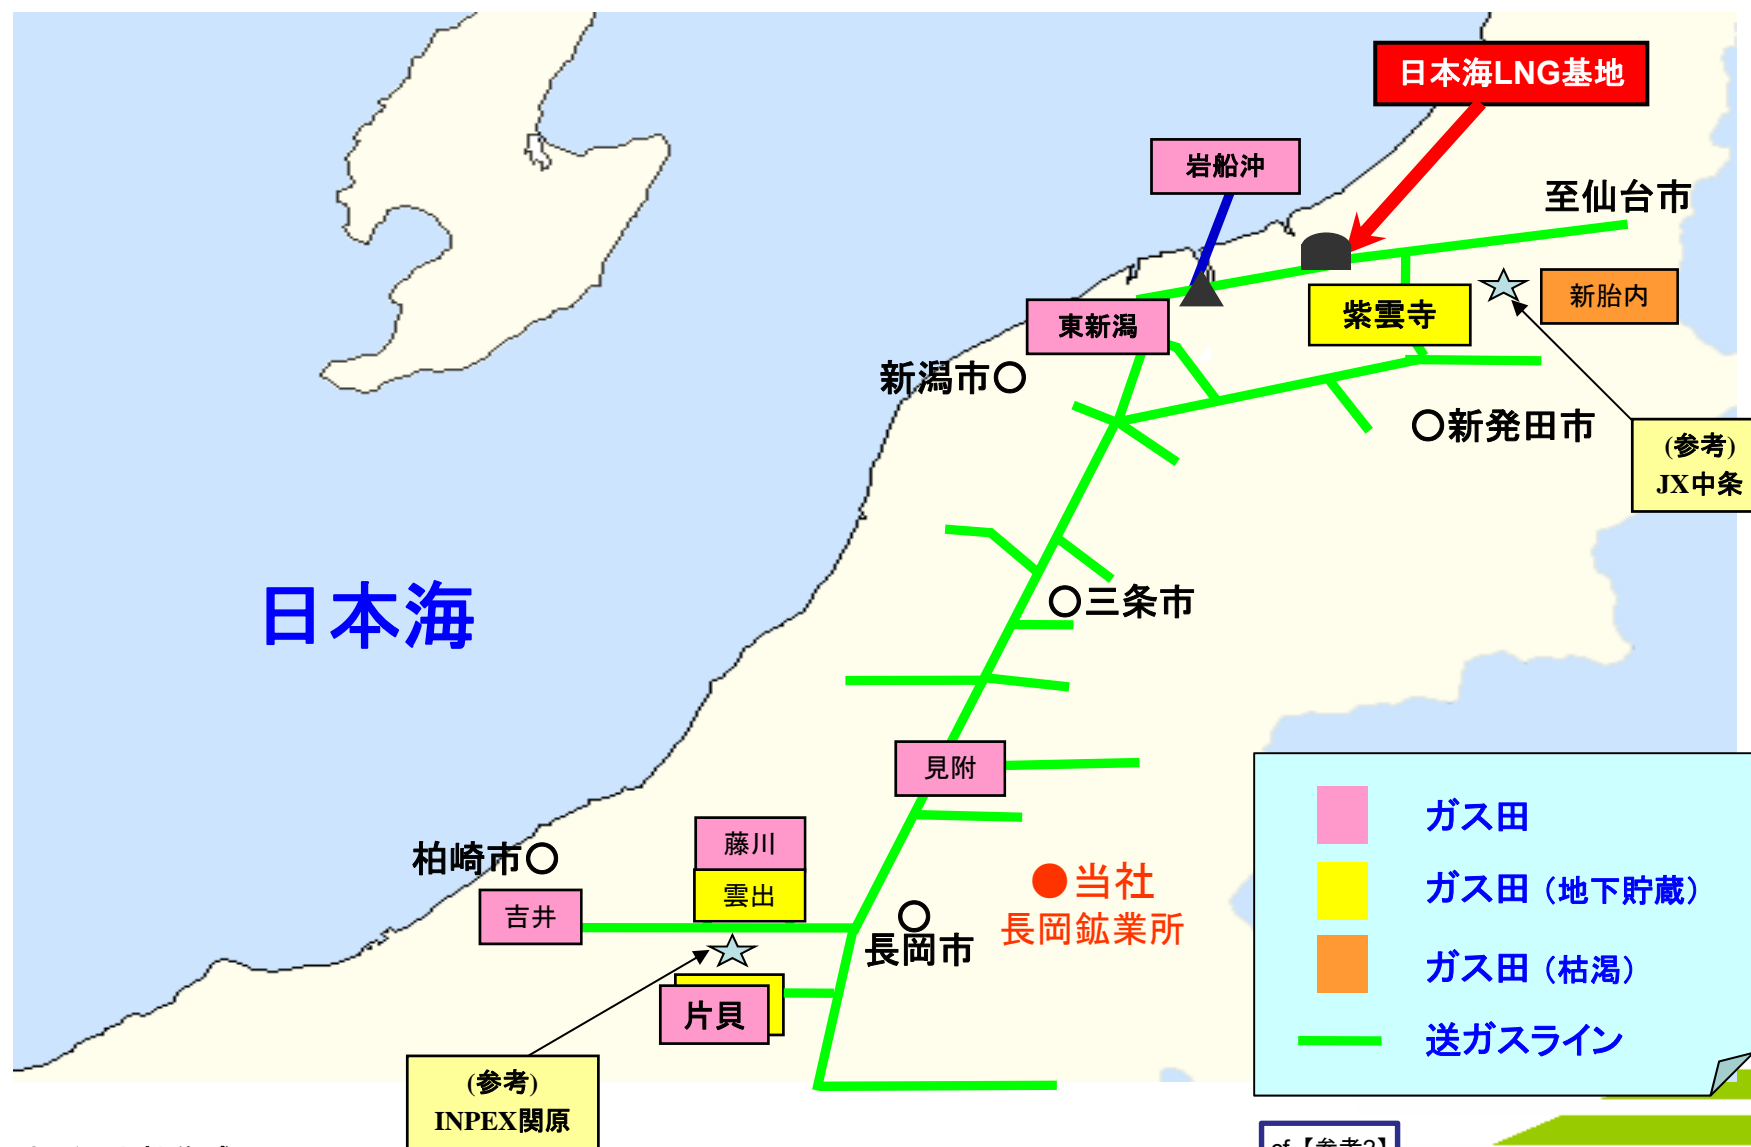 日本海LNG基地
岩船沖
至仙台市
新胎内
紫雲寺
東新潟
新潟市
新発田市
(参考)
JX中条
三条市
日本海
見附
藤川
雲出
柏崎市
吉井
当社
長岡鉱業所
長岡市
片貝
(参考)
INPEX関原
ガス田
ガス田（地下貯蔵）
ガス田（枯渇）
送ガスライン
cf.【参考2】